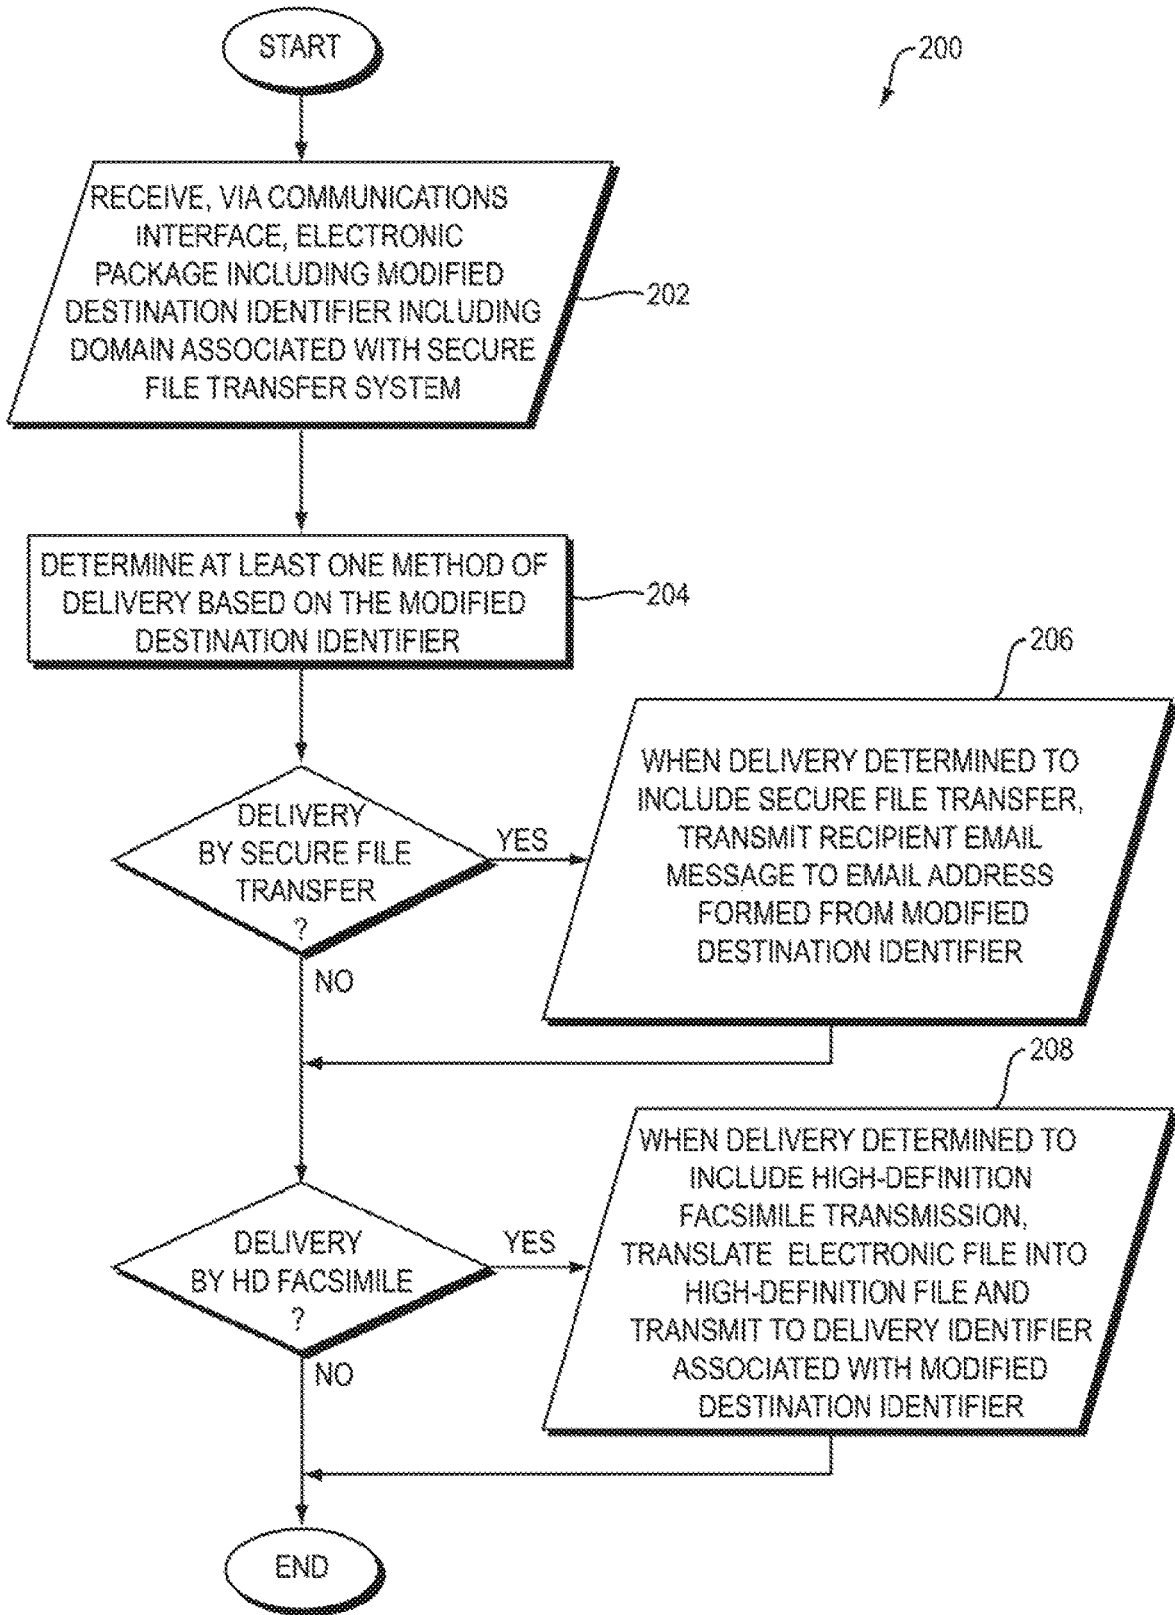 START
200
RECEIVE, VIA COMMUNICATIONS
INTERFACE, ELECTRONIC
PACKAGE INCLUDING MODIFIED
DESTINATION IDENTIFIER INCLUDING
DOMAIN ASSOCIATED WITH SECURE
FILE TRANSFER SYSTEM
202
DETERMINE AT LEAST ONE METHOD OF
DELIVERY BASED ON THE MODIFIED
DESTINATION IDENTIFIER
204
DELIVERY
BY SECURE FILE
TRANSFER
?
YES
NO
206
WHEN DELIVERY DETERMINED TO
INCLUDE SECURE FILE TRANSFER,
TRANSMIT RECIPIENT EMAIL
MESSAGE TO EMAIL ADDRESS
FORMED FROM MODIFIED
DESTINATION IDENTIFIER
DELIVERY
BY HD FACSIMILE
?
YES
NO
208
WHEN DELIVERY DETERMINED TO
INCLUDE HIGH-DEFINITION
FACSIMILE TRANSMISSION,
TRANSLATE ELECTRONIC FILE INTO
HIGH-DEFINITION FILE AND
TRANSMIT TO DELIVERY IDENTIFIER
ASSOCIATED WITH MODIFIED
DESTINATION IDENTIFIER
END